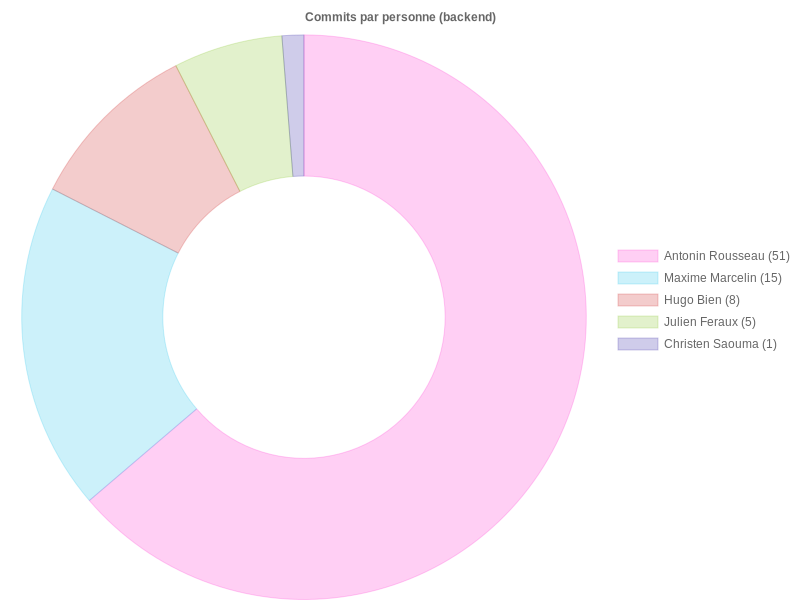 Commits par personne (backend)
Antonin Rousseau (51)
Maxime Marcelin (15)
Hugo Bien (8)
Julien Feraux (5)
Christen Saouma (1)